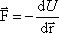 F⃗ = −dU/dr⃗